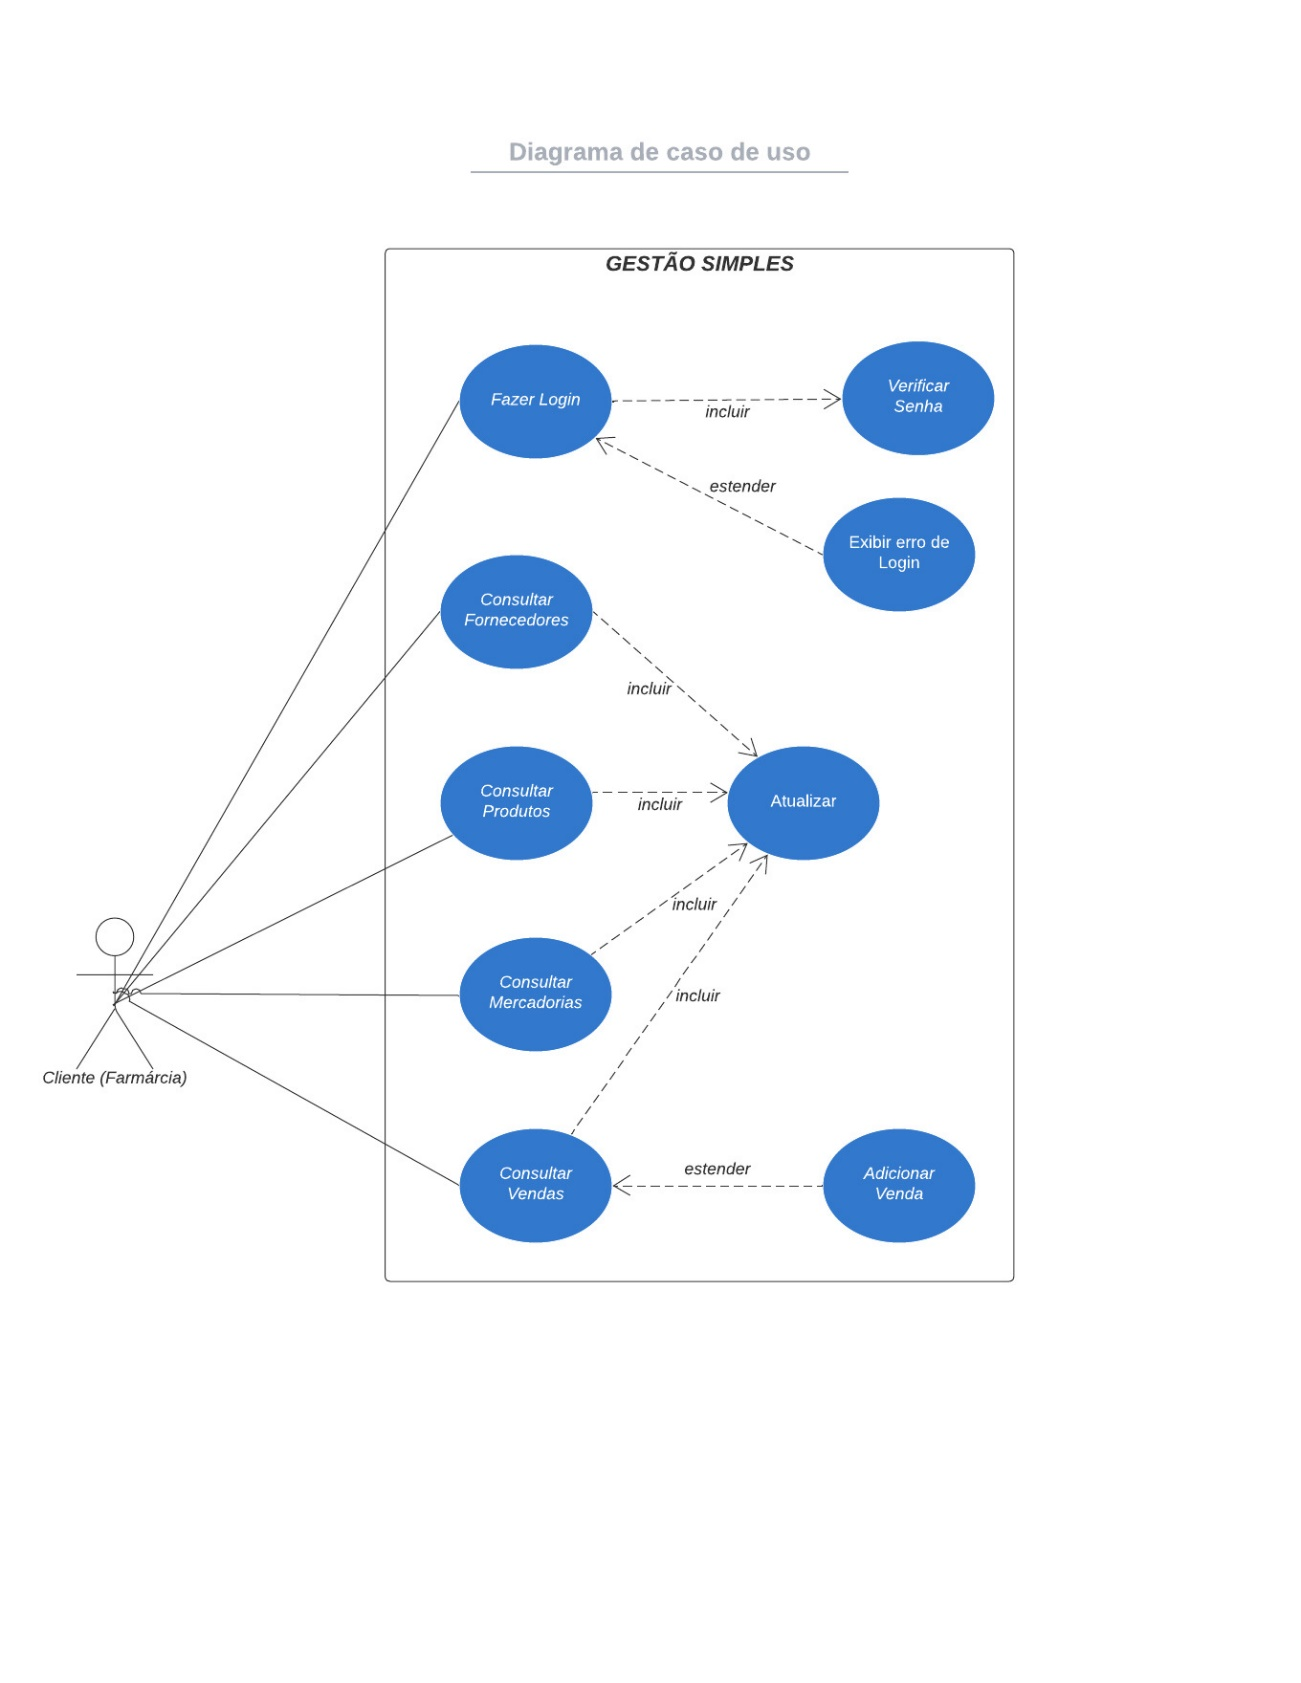 Diagrama de caso de uso
GESTÃO SIMPLES
Fazer Login
incluir
Verificar
Senha
estender
Exibir erro de
Login
Consultar
Fornecedores
incluir
Consultar
Produtos
incluir
Atualizar
incluir
Consultar
Mercadorias
incluir
Cliente (Farmárcia)
Consultar
Vendas
estender
Adicionar
Venda